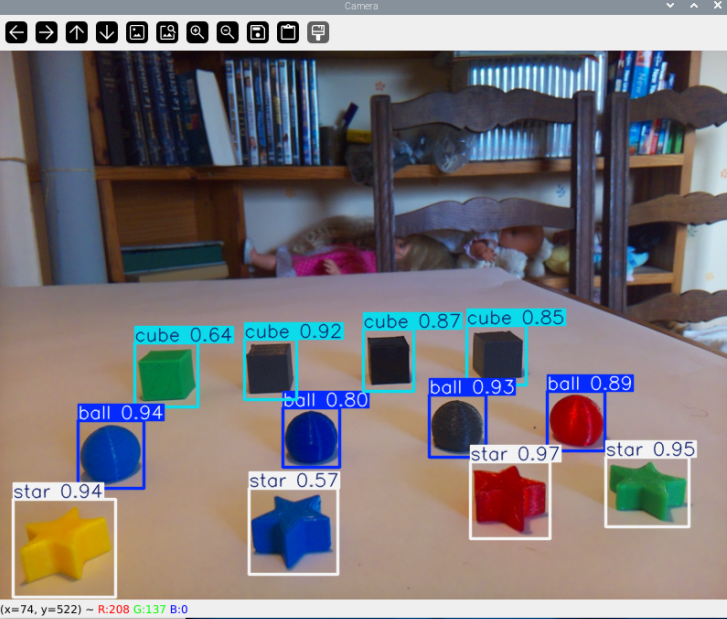 Camera
cube 0.64
cube 0.92
cube 0.87
cube 0.85
ball 0.94
ball 0.80
ball 0.93
ball 0.89
star 0.94
star 0.57
star 0.97
star 0.95
(x=74, y=522) ~ R:208 G:137 B:0